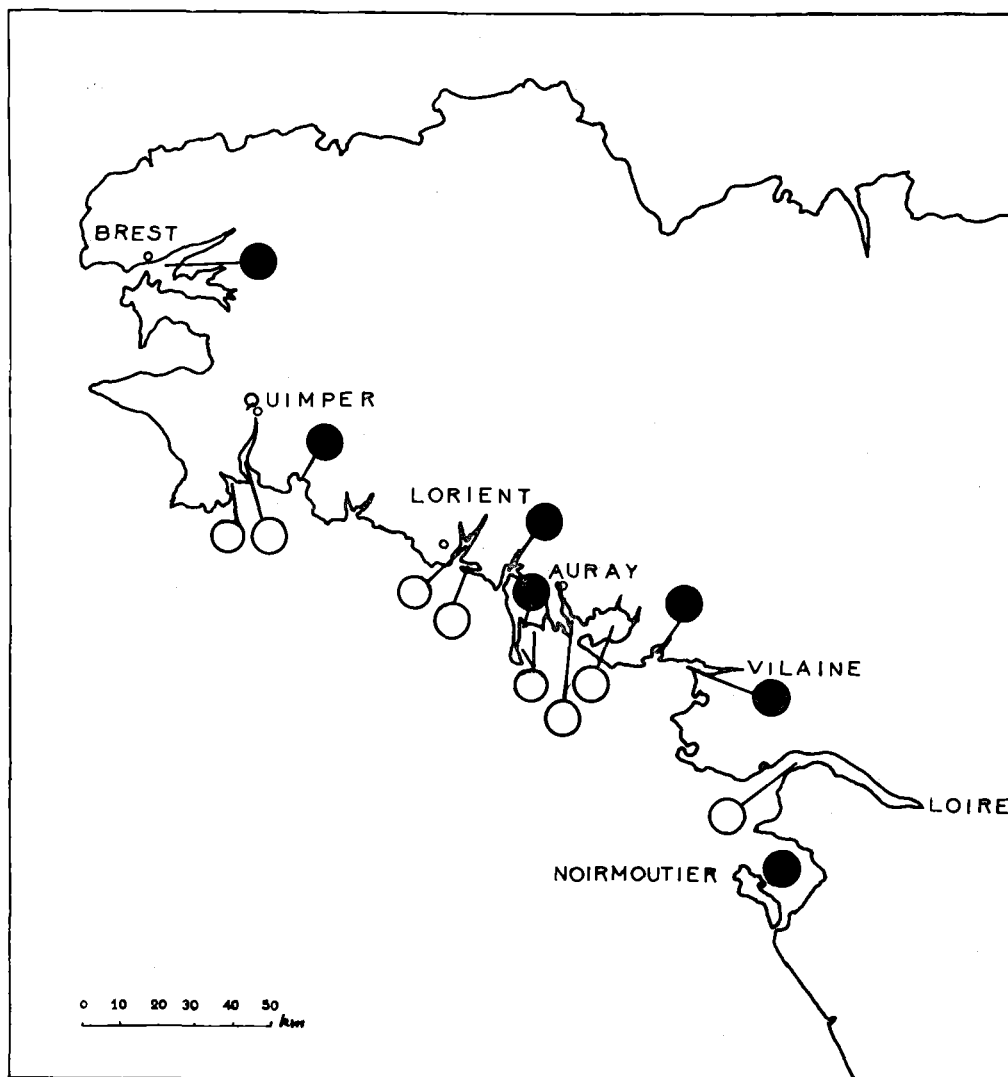 BREST
QUIMPER
LORIENT
AURAY
VILAINE
LOIRE
NOIRMOUTIER
0 10 20 30 40 50
km